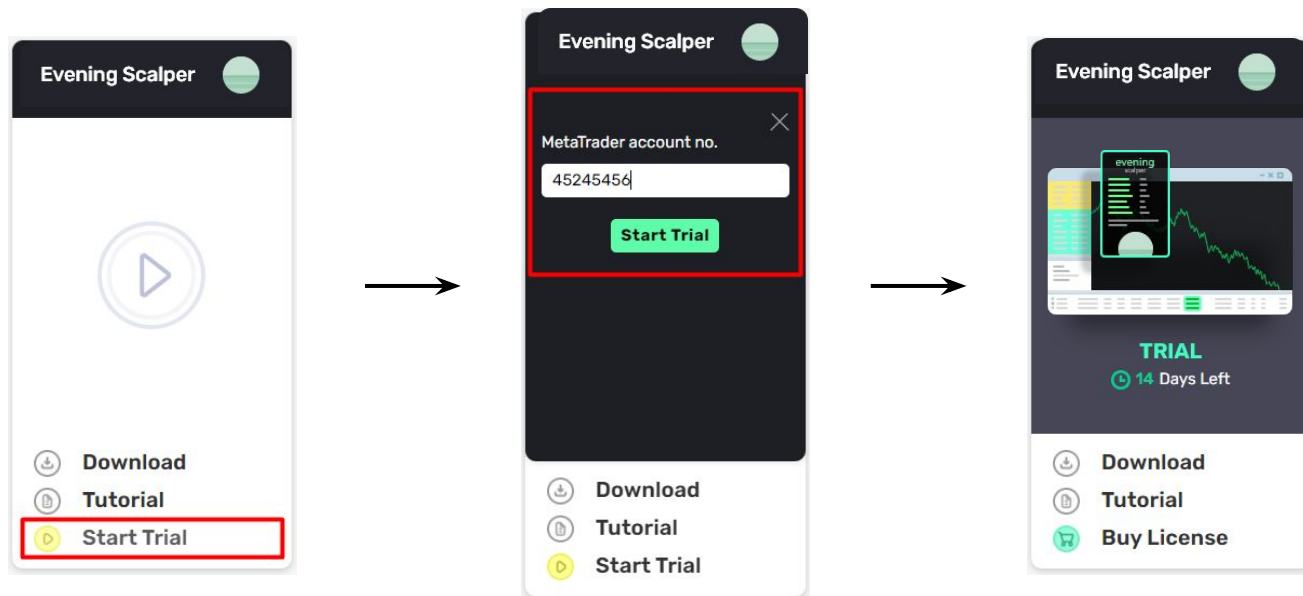 Evening Scalper
Download
Tutorial
Start Trial
Evening Scalper
MetaTrader account no.
45245456
Start Trial
Download
Tutorial
Start Trial
Evening Scalper
evening
scalper
TRIAL
14 Days Left
Download
Tutorial
Buy License